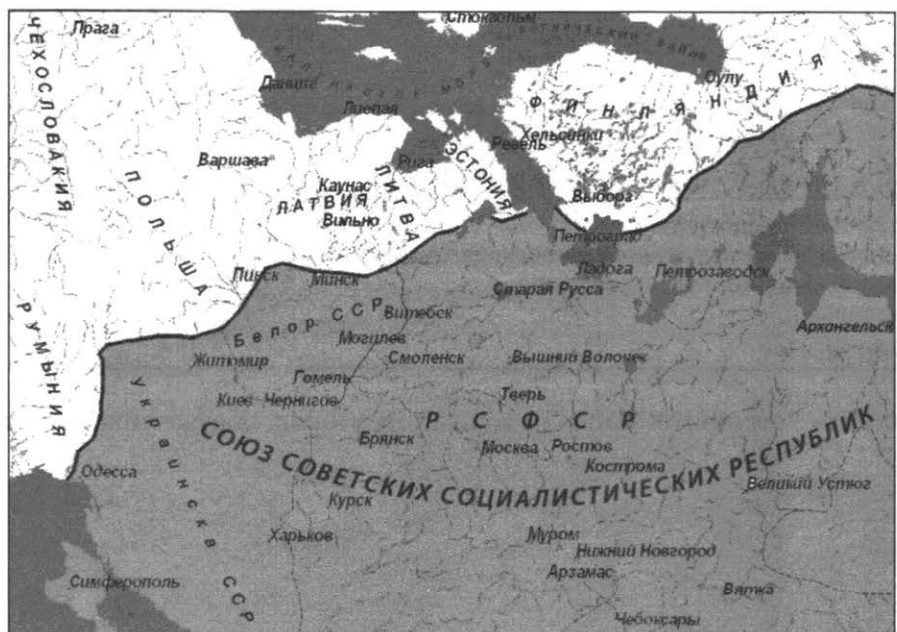 Стокгольм
Прага
ЧЕХОСЛОВАКИЯ
Данциг
Лиепая
Оулу
ФИНЛЯНДИЯ
Хельсинки
Ревель
ЭСТОНИЯ
Рига
ЛИТВА
Варшава
ПОЛЬША
Каунас
ЛАТВИЯ
Вильно
Выборг
Петроград
Ладога
Петрозаводск
Пинск
Минск
Старая Русса
РУМЫНИЯ
Белор ССР
Витебск
Архангельск
Могилев
Житомир
Смоленск
Вышний Волочек
Гомель
Киев Чернигов
Тверь
РСФСР
Украинска ССР
СОЮЗ СОВЕТСКИХ СОЦИАЛИСТИЧЕСКИХ РЕСПУБЛИК
Брянск
Москва Ростов
Кострома
Одесса
Великий Устюг
Курск
Харьков
Муром
Нижний Новгород
Арзамас
Симферополь
Вятка
Чебоксары